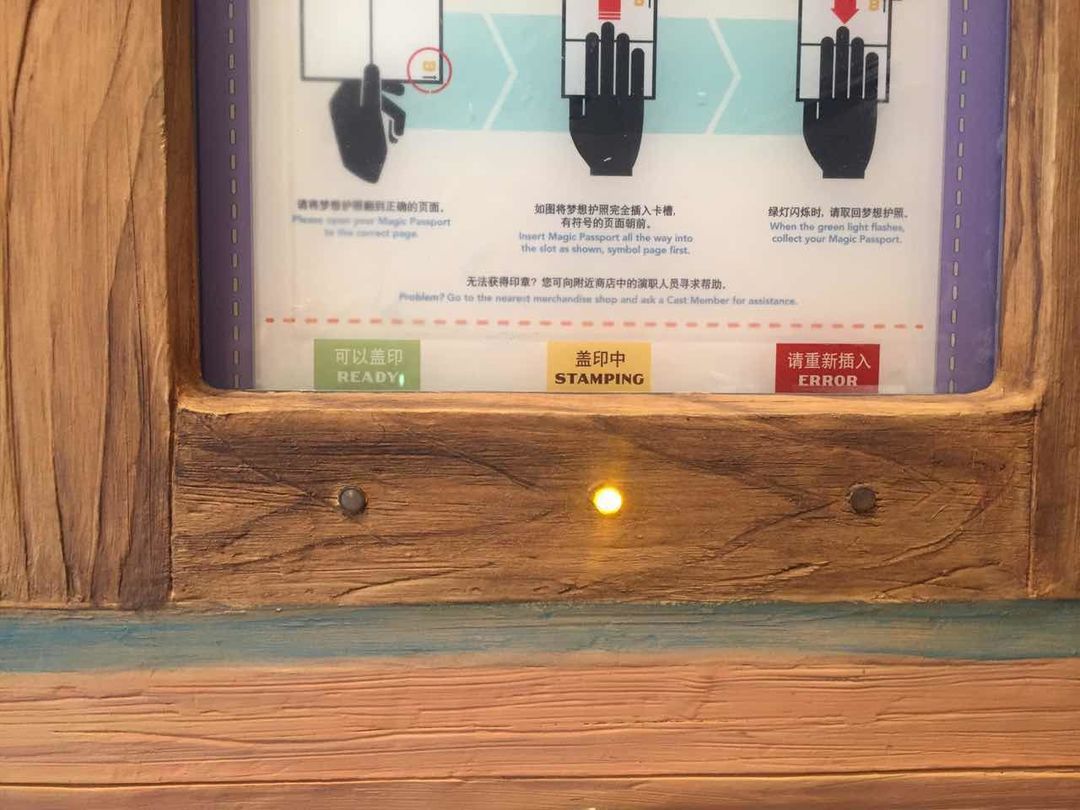 请将梦想护照翻到正确的页面。
Please open your Magic Passport
to the correct page.
如图将梦想护照完全插入卡槽,
有符号的页面朝前。
Insert Magic Passport all the way into
the slot as shown, symbol page first.
绿灯闪烁时, 请取回梦想护照。
When the green light flashes,
collect your Magic Passport.
无法获得印章? 您可向附近商店中的演职人员寻求帮助。
Problem? Go to the nearest merchandise shop and ask a Cast Member for assistance.
可以盖印
READY
盖印中
STAMPING
请重新插入
ERROR